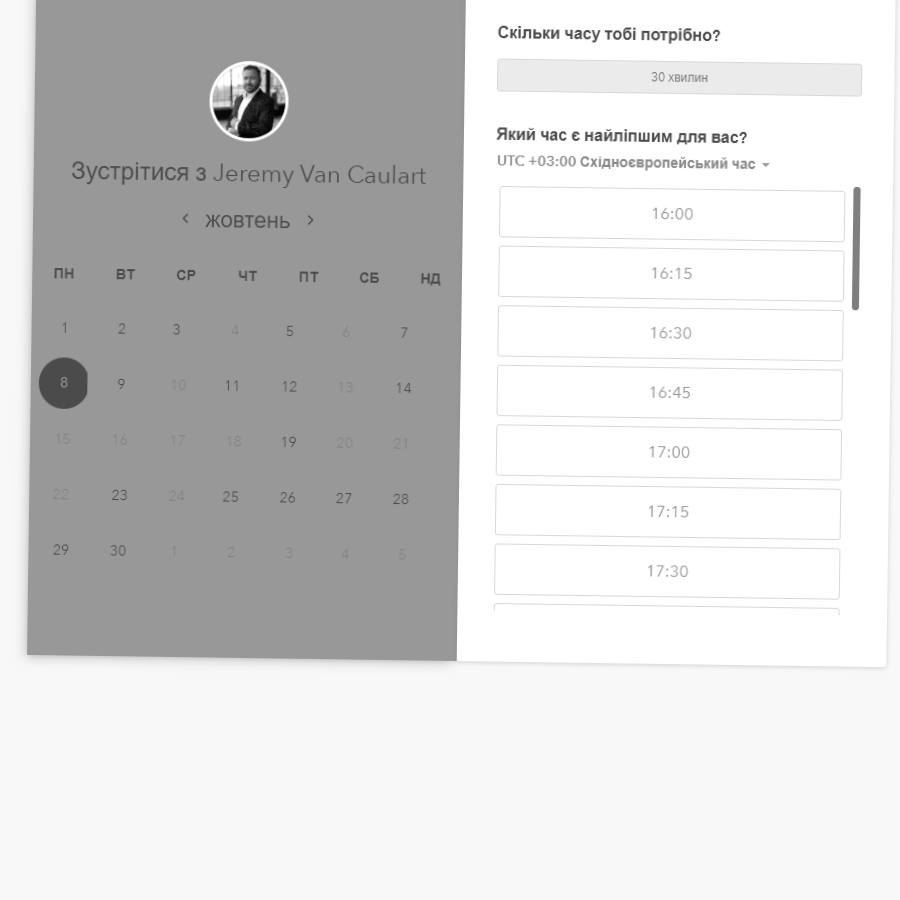 Зустрітися з Jeremy Van Caulart
жовтень
ПН ВТ СР ЧТ ПТ СБ НД
1 2 3 4 5 6 7
8 9 10 11 12 13 14
15 16 17 18 19 20 21
22 23 24 25 26 27 28
29 30 1 2 3 4 5
Скільки часу тобі потрібно?
30 хвилин
Який час є найліпшим для вас?
UTC +03:00 Східноєвропейський час
16:00
16:15
16:30
16:45
17:00
17:15
17:30